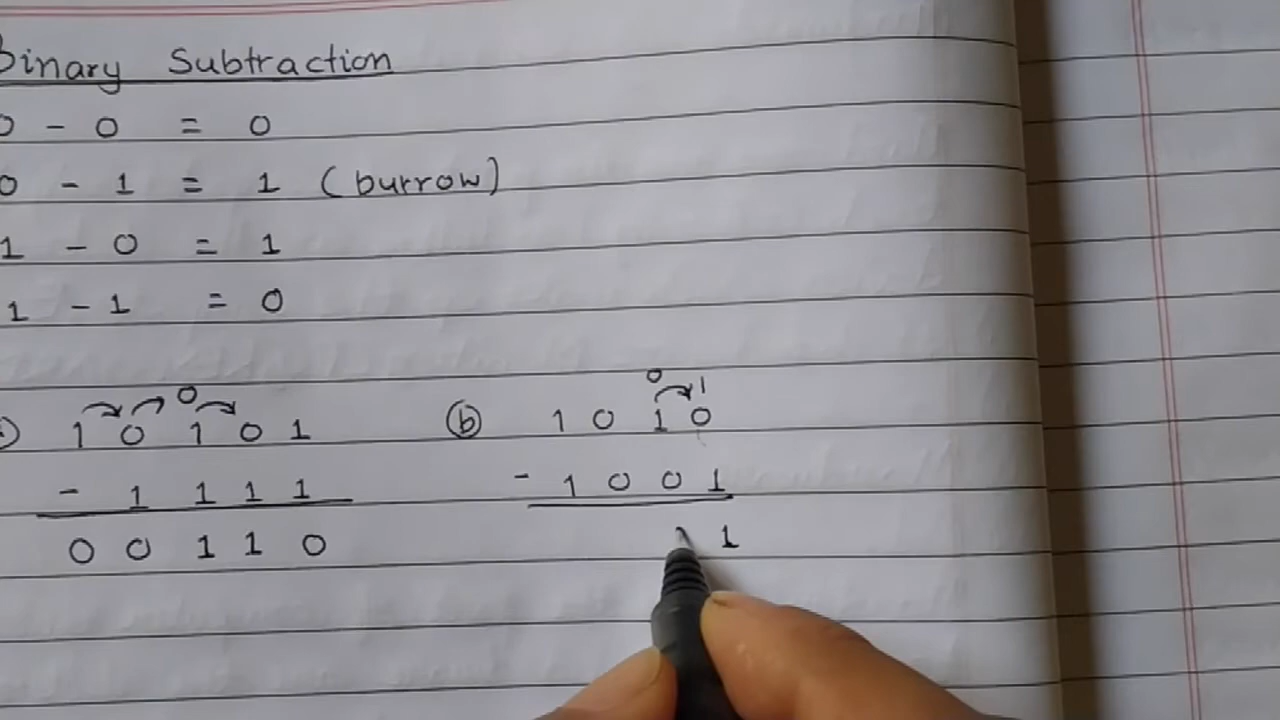 Binary Subtraction
0 - 0 = 0
0 - 1 = 1 (burrow)
1 - 0 = 1
1 - 1 = 0
0
1 0 1 0 1
- 1 1 1 1
0 0 1 1 0
0 1
(b) 1 0 1 0
- 1 0 0 1
1